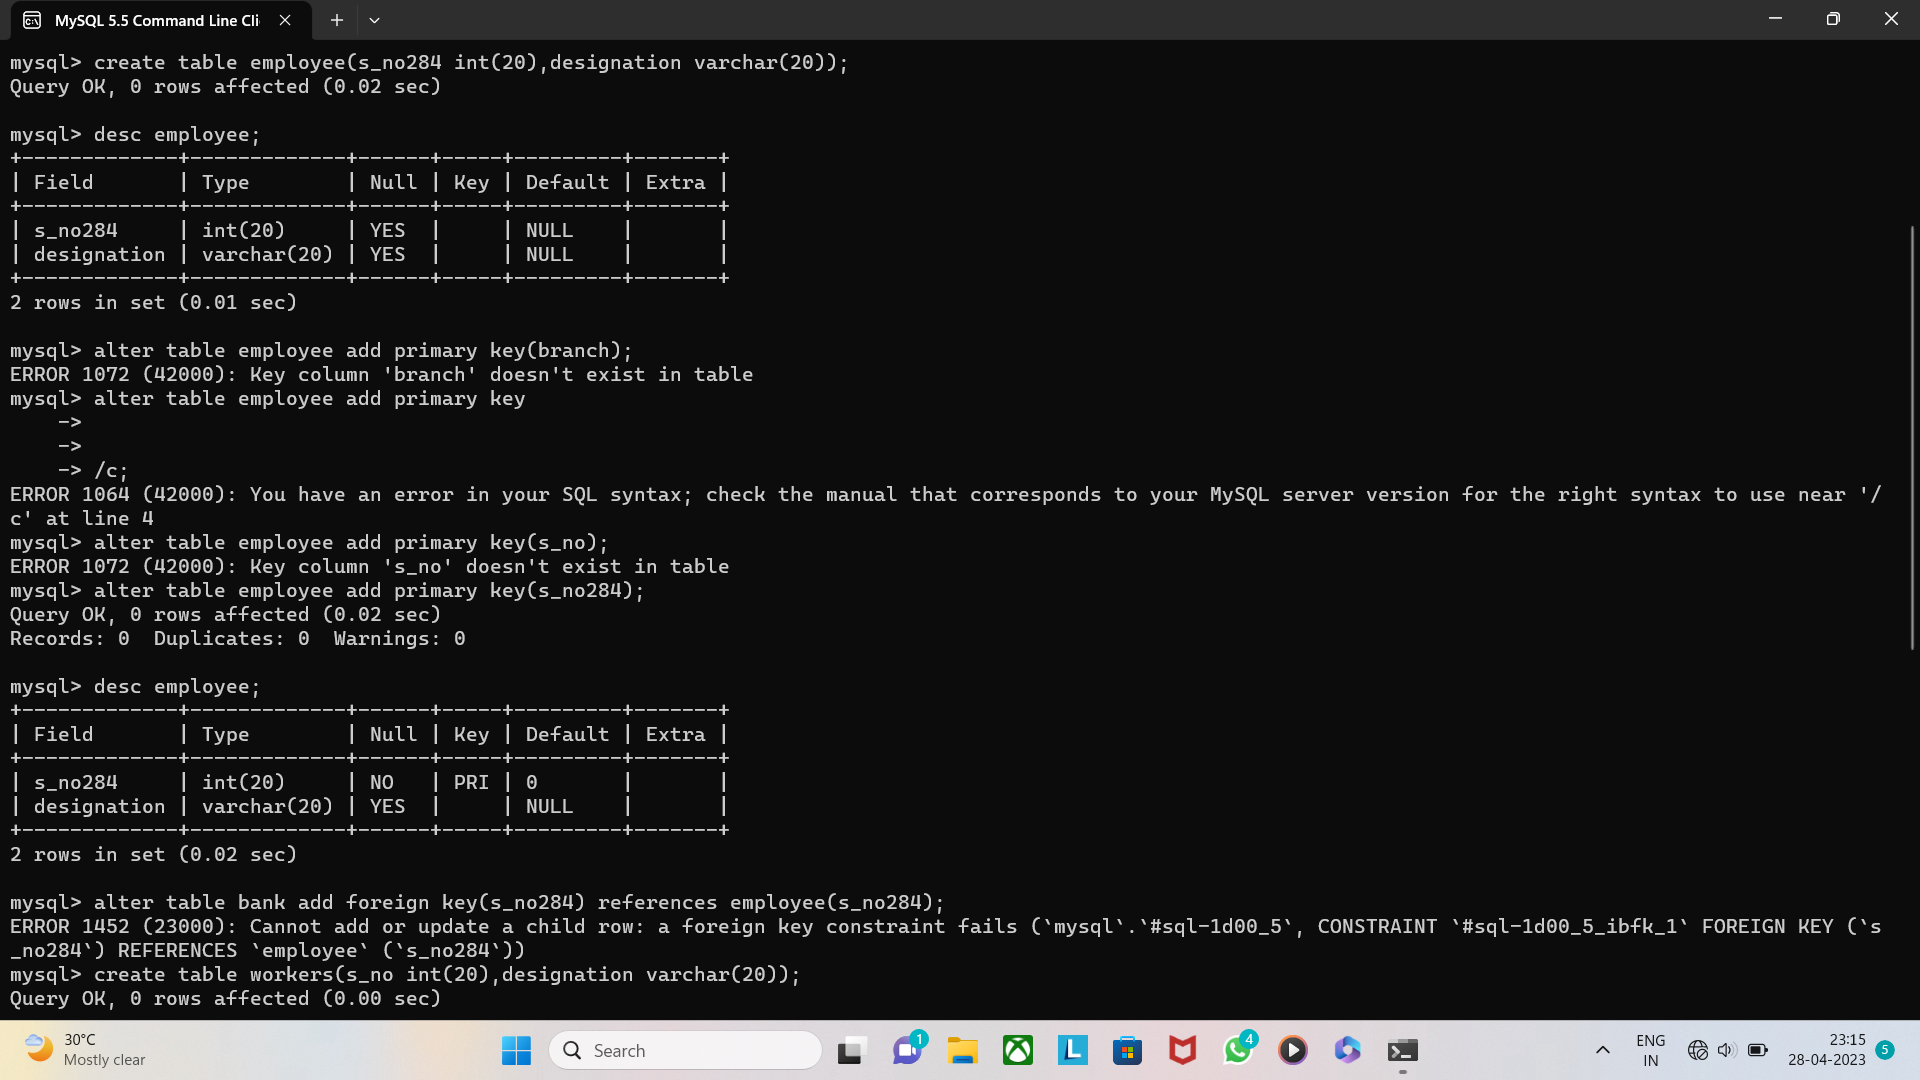 MySQL 5.5 Command Line Cli
mysql> create table employee(s_no284 int(20),designation varchar(20));
Query OK, 0 rows affected (0.02 sec)
mysql> desc employee;
+-------------+-------------+------+-----+---------+-------+
| Field       | Type        | Null | Key | Default | Extra |
+-------------+-------------+------+-----+---------+-------+
| s_no284     | int(20)     | YES  |     | NULL    |       |
| designation | varchar(20) | YES  |     | NULL    |       |
+-------------+-------------+------+-----+---------+-------+
2 rows in set (0.01 sec)
mysql> alter table employee add primary key(branch);
ERROR 1072 (42000): Key column 'branch' doesn't exist in table
mysql> alter table employee add primary key
    ->
    ->
    -> /c;
ERROR 1064 (42000): You have an error in your SQL syntax; check the manual that corresponds to your MySQL server version for the right syntax to use near '/
c' at line 4
mysql> alter table employee add primary key(s_no);
ERROR 1072 (42000): Key column 's_no' doesn't exist in table
mysql> alter table employee add primary key(s_no284);
Query OK, 0 rows affected (0.02 sec)
Records: 0  Duplicates: 0  Warnings: 0
mysql> desc employee;
+-------------+-------------+------+-----+---------+-------+
| Field       | Type        | Null | Key | Default | Extra |
+-------------+-------------+------+-----+---------+-------+
| s_no284     | int(20)     | NO   | PRI | 0       |       |
| designation | varchar(20) | YES  |     | NULL    |       |
+-------------+-------------+------+-----+---------+-------+
2 rows in set (0.02 sec)
mysql> alter table bank add foreign key(s_no284) references employee(s_no284);
ERROR 1452 (23000): Cannot add or update a child row: a foreign key constraint fails (`mysql`.`#sql-1d00_5`, CONSTRAINT `#sql-1d00_5_ibfk_1` FOREIGN KEY (`s
_no284`) REFERENCES `employee` (`s_no284`))
mysql> create table workers(s_no int(20),designation varchar(20));
Query OK, 0 rows affected (0.00 sec)
30°C
Mostly clear
Search
1
L
4
ENG
IN
23:15
28-04-2023
5